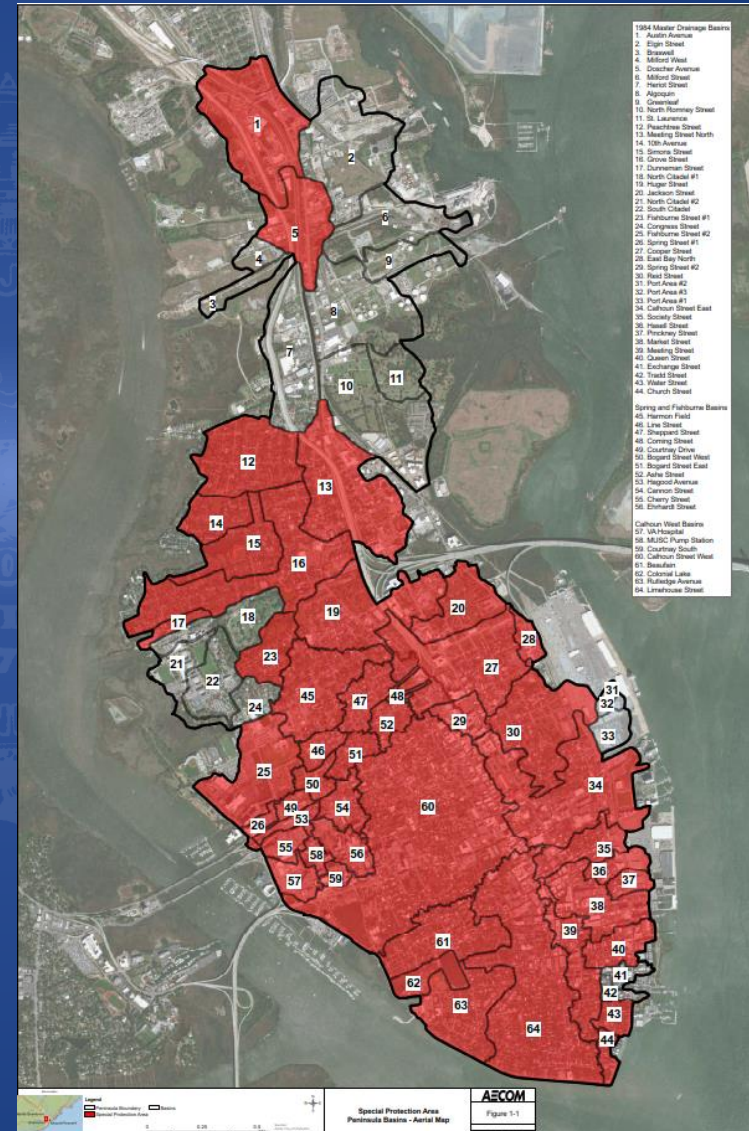 1984 Master Drainage Basins
1. Austin Avenue
2. Elgin Street
3. Braswell
4. Milford West
5. Doscher Avenue
6. Milford Street
7. Heriot Street
8. Algoquin
9. Greenleaf
10. North Romney Street
11. St. Laurence
12. Peachtree Street
13. Meeting Street North
14. 10th Avenue
15. Simons Street
16. Grove Street
17. Dunneman Street
18. North Citadel #1
19. Huger Street
20. Jackson Street
21. North Citadel #2
22. South Citadel
23. Fishburne Street #1
24. Congress Street
25. Fishburne Street #2
26. Spring Street #1
27. Cooper Street
28. East Bay North
29. Spring Street #2
30. Reid Street
31. Port Area #2
32. Port Area #3
33. Port Area #1
34. Calhoun Street East
35. Society Street
36. Hasell Street
37. Pinckney Street
38. Market Street
39. Meeting Street
40. Queen Street
41. Exchange Street
42. Tradd Street
43. Water Street
44. Church Street
Spring and Fishburne Basins
45. Harmon Field
46. Line Street
47. Sheppard Street
48. Coming Street
49. Courtnay Drive
50. Bogard Street West
51. Bogard Street East
52. Ashe Street
53. Hagood Avenue
54. Cannon Street
55. Cherry Street
56. Ehrhardt Street
Calhoun West Basins
57. VA Hospital
58. MUSC Pump Station
59. Courtnay South
60. Calhoun Street West
61. Beaufain
62. Colonial Lake
63. Rutledge Avenue
64. Limehouse Street
1
2
5
6
4
9
3
8
7
10
11
12
13
14
15
16
17
18
19
20
21
22
23
24
27
28
45
47
48
52
29
30
31
32
33
46
51
25
50
34
49
54
60
53
26
55
58
56
35
57
59
36
37
38
39
61
40
41
62
42
63
64
43
44
Legend
Peninsula Boundary
Basins
Special Protection Area
0
0.25
0.5
Special Protection Area
Peninsula Basins - Aerial Map
AECOM
Figure 1-1